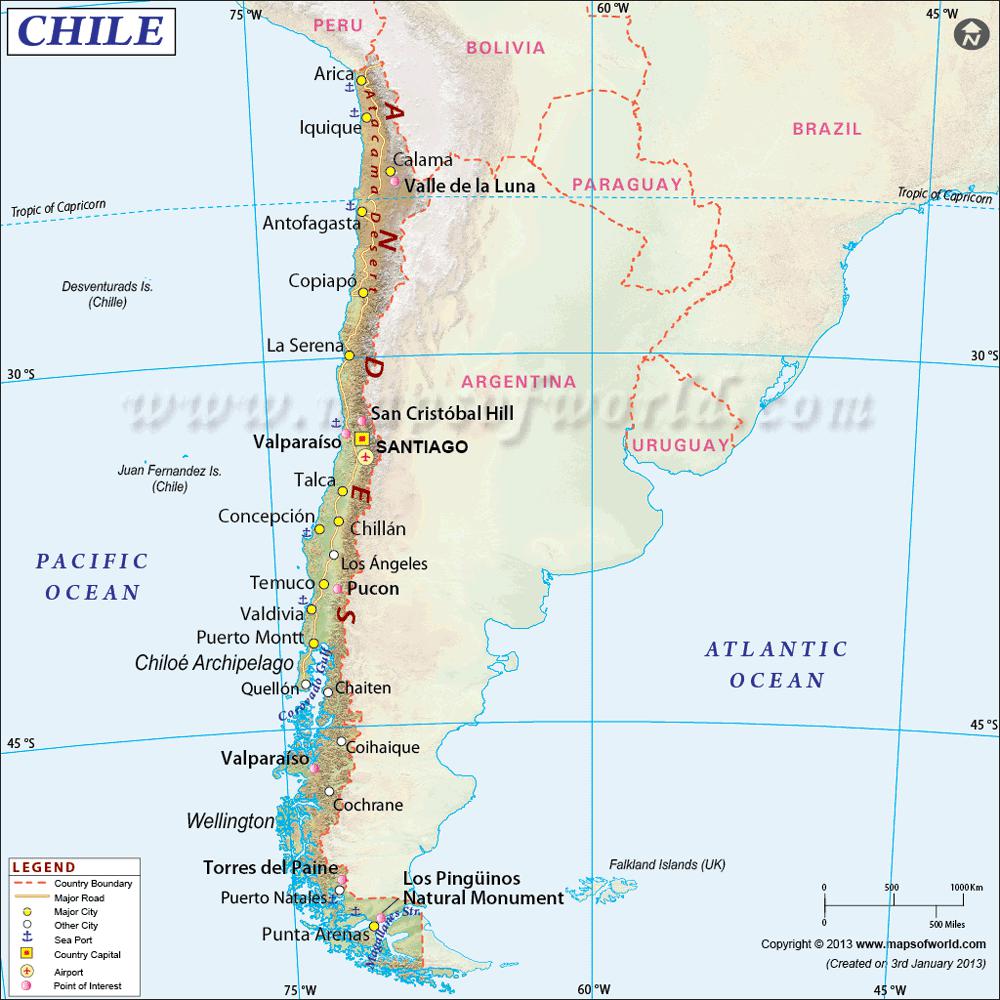 CHILE
75 °W
60 °W
45 °W
N
PERU
BOLIVIA
BRAZIL
PARAGUAY
ARGENTINA
URUGUAY
Arica
Iquique
Calama
Valle de la Luna
Atacama Desert
ANDES
Tropic of Capricorn
Tropic of Capricorn
Antofagasta
Copiapó
Desventurads Is.
(Chille)
La Serena
30 °S
30 °S
www.mapsofworld.com
San Cristóbal Hill
Valparaíso
SANTIAGO
Juan Fernandez Is.
(Chile)
Talca
Concepción
Chillán
Los Ángeles
PACIFIC
OCEAN
Temuco
Pucon
Valdivia
Puerto Montt
Chiloé Archipelago
Quellón
Corovado Gulf
Chaiten
ATLANTIC
OCEAN
45 °S
45 °S
Coihaique
Valparaíso
Cochrane
Wellington
Torres del Paine
Los Pingüinos
Natural Monument
Puerto Natales
Punta Arenas
Magallanes Str.
Falkland Islands (UK)
LEGEND
Country Boundary
Major Road
Major City
Other City
Sea Port
Country Capital
Airport
Point of Interest
0 500 1000Km
0 500 Miles
Copyright © 2013 www.mapsofworld.com
(Created on 3rd January 2013)
75°W
60°W
45°W